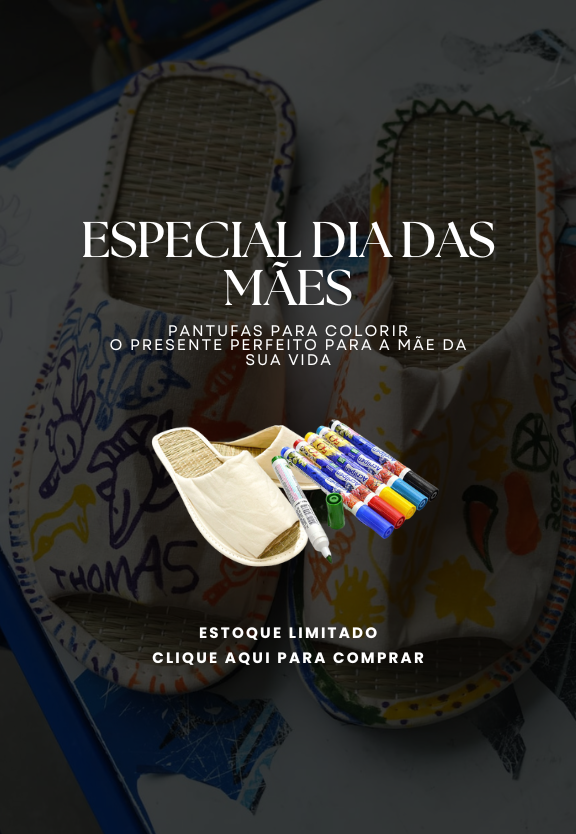 ESPECIAL DIA DAS
MÃES
PANTUFAS PARA COLORIR
O PRESENTE PERFEITO PARA A MÃE DA
SUA VIDA
THOMAS
ESTOQUE LIMITADO
CLIQUE AQUI PARA COMPRAR